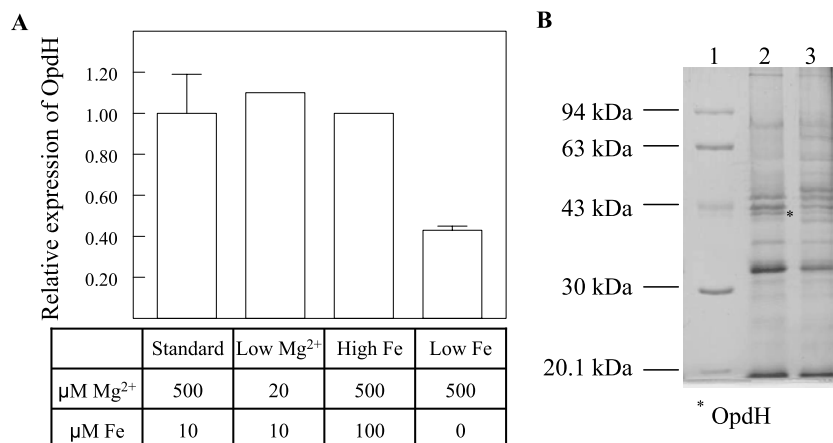 A
Relative expression of OpdH
1.20
1.00
0.80
0.60
0.40
0.20
Standard Low Mg²⁺ High Fe Low Fe
µM Mg²⁺ 500 20 500 500
µM Fe 10 10 100 0
B
1 2 3
94 kDa
63 kDa
43 kDa
*
30 kDa
20.1 kDa
* OpdH